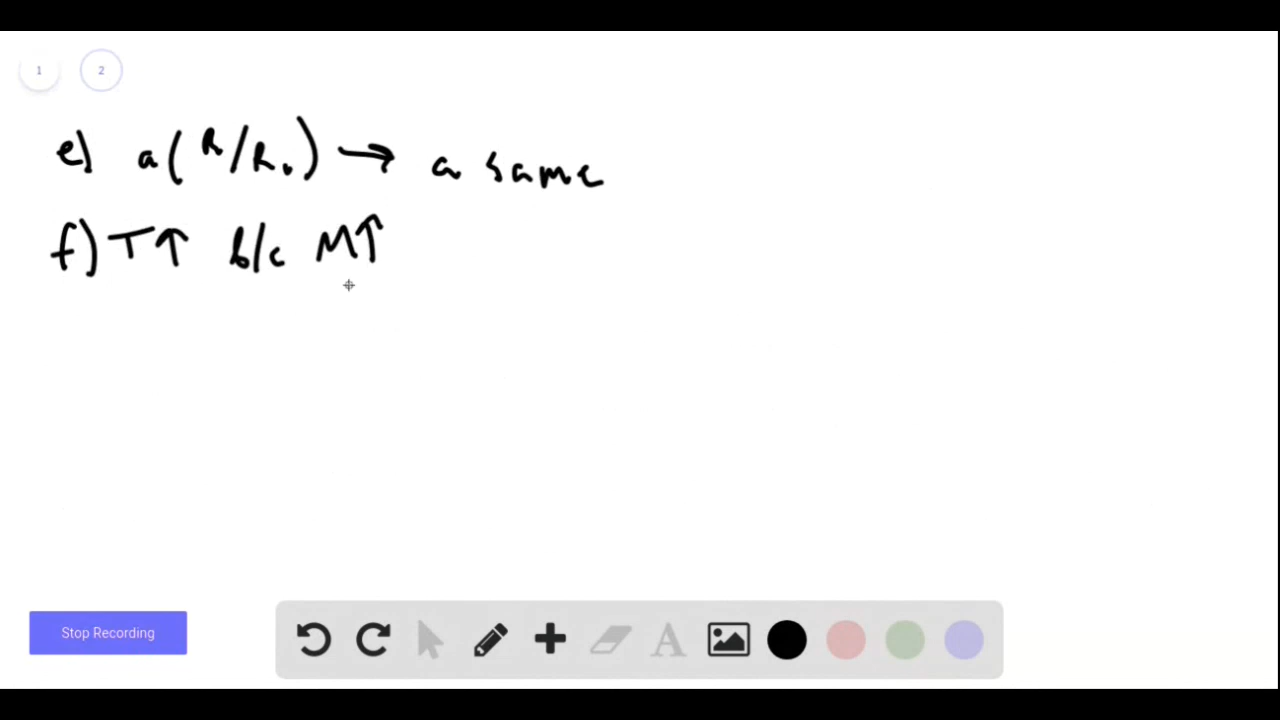 1 2
e) a(R/R₀) → a same
f) T↑ b/c M↑
Stop Recording
A